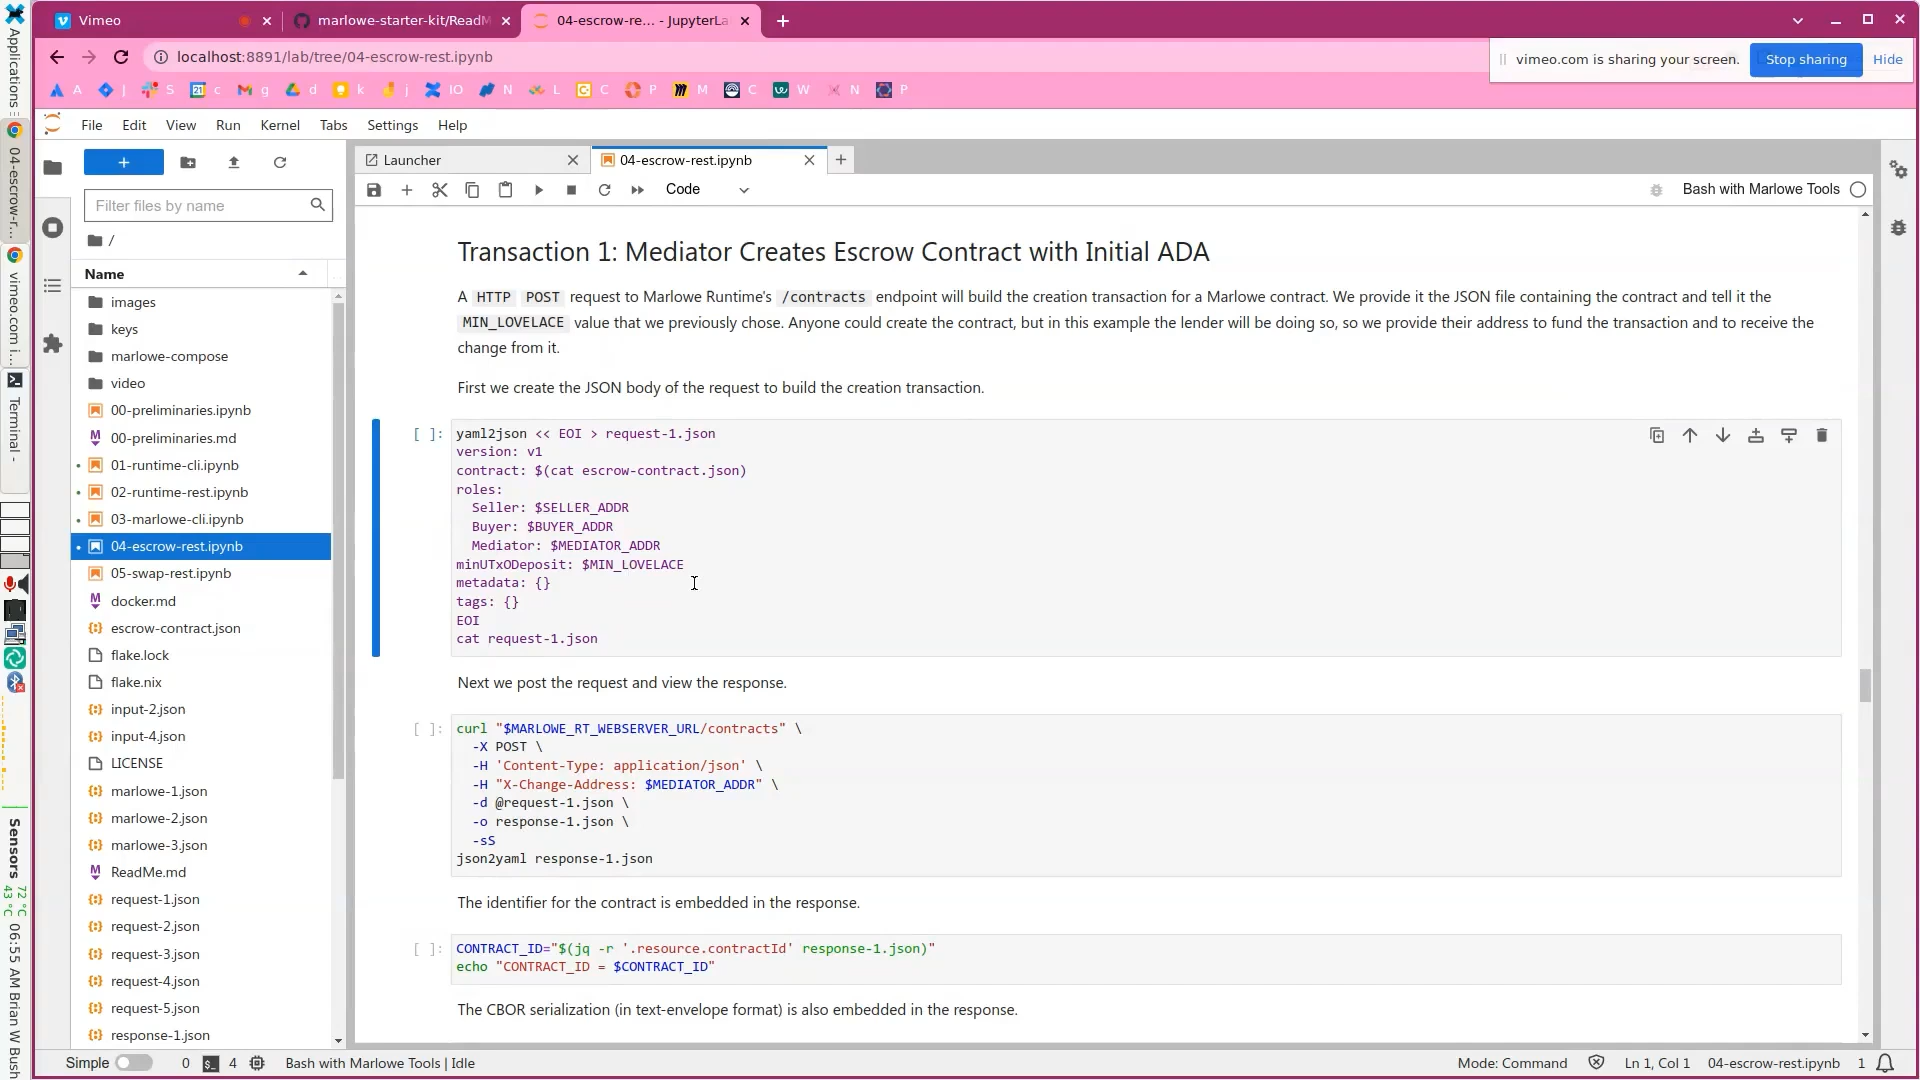 Applications
Vimeo
marlowe-starter-kit/ReadM
04-escrow-re... - JupyterLa
localhost:8891/lab/tree/04-escrow-rest.ipynb
vimeo.com is sharing your screen.
Stop sharing
Hide
A
S
c
g
d
k
j
IO
N
L
C
P
M
C
W
N
P
File
Edit
View
Run
Kernel
Tabs
Settings
Help
Launcher
04-escrow-rest.ipynb
Code
Bash with Marlowe Tools
Filter files by name
/
Name
images
keys
marlowe-compose
video
00-preliminaries.ipynb
00-preliminaries.md
01-runtime-cli.ipynb
02-runtime-rest.ipynb
03-marlowe-cli.ipynb
04-escrow-rest.ipynb
05-swap-rest.ipynb
docker.md
escrow-contract.json
flake.lock
flake.nix
input-2.json
input-4.json
LICENSE
marlowe-1.json
marlowe-2.json
marlowe-3.json
ReadMe.md
request-1.json
request-2.json
request-3.json
request-4.json
request-5.json
response-1.json
Transaction 1: Mediator Creates Escrow Contract with Initial ADA
A HTTP POST request to Marlowe Runtime's /contracts endpoint will build the creation transaction for a Marlowe contract. We provide it the JSON file containing the contract and tell it the
MIN_LOVELACE value that we previously chose. Anyone could create the contract, but in this example the lender will be doing so, so we provide their address to fund the transaction and to receive the
change from it.
First we create the JSON body of the request to build the creation transaction.
[ ]:
yaml2json << EOI > request-1.json
version: v1
contract: $(cat escrow-contract.json)
roles:
Seller: $SELLER_ADDR
Buyer: $BUYER_ADDR
Mediator: $MEDIATOR_ADDR
minUTxODeposit: $MIN_LOVELACE
metadata: {}
tags: {}
EOI
cat request-1.json
Next we post the request and view the response.
[ ]:
curl "$MARLOWE_RT_WEBSERVER_URL/contracts" \
-X POST \
-H 'Content-Type: application/json' \
-H "X-Change-Address: $MEDIATOR_ADDR" \
-d @request-1.json \
-o response-1.json \
-sS
json2yaml response-1.json
The identifier for the contract is embedded in the response.
[ ]:
CONTRACT_ID="$(jq -r '.resource.contractId' response-1.json)"
echo "CONTRACT_ID = $CONTRACT_ID"
The CBOR serialization (in text-envelope format) is also embedded in the response.
Simple
0
4
Bash with Marlowe Tools | Idle
Mode: Command
Ln 1, Col 1
04-escrow-rest.ipynb
1
04-escrow-r...
vimeo.com i...
Terminal -
Sensors
72 °C
43 °C
06:55 AM Brian W Bush